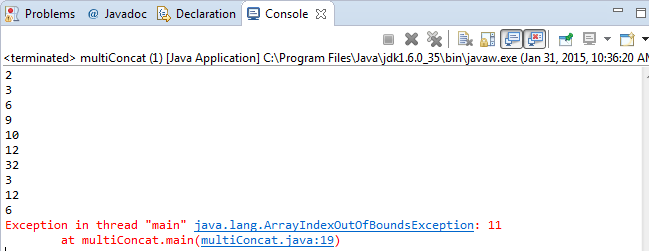 Problems @ Javadoc Declaration Console
<terminated> multiConcat (1) [Java Application] C:\Program Files\Java\jdk1.6.0_35\bin\javaw.exe (Jan 31, 2015, 10:36:20 AM
2
3
6
9
10
12
32
3
12
6
Exception in thread "main" java.lang.ArrayIndexOutOfBoundsException: 11
at multiConcat.main(multiConcat.java:19)